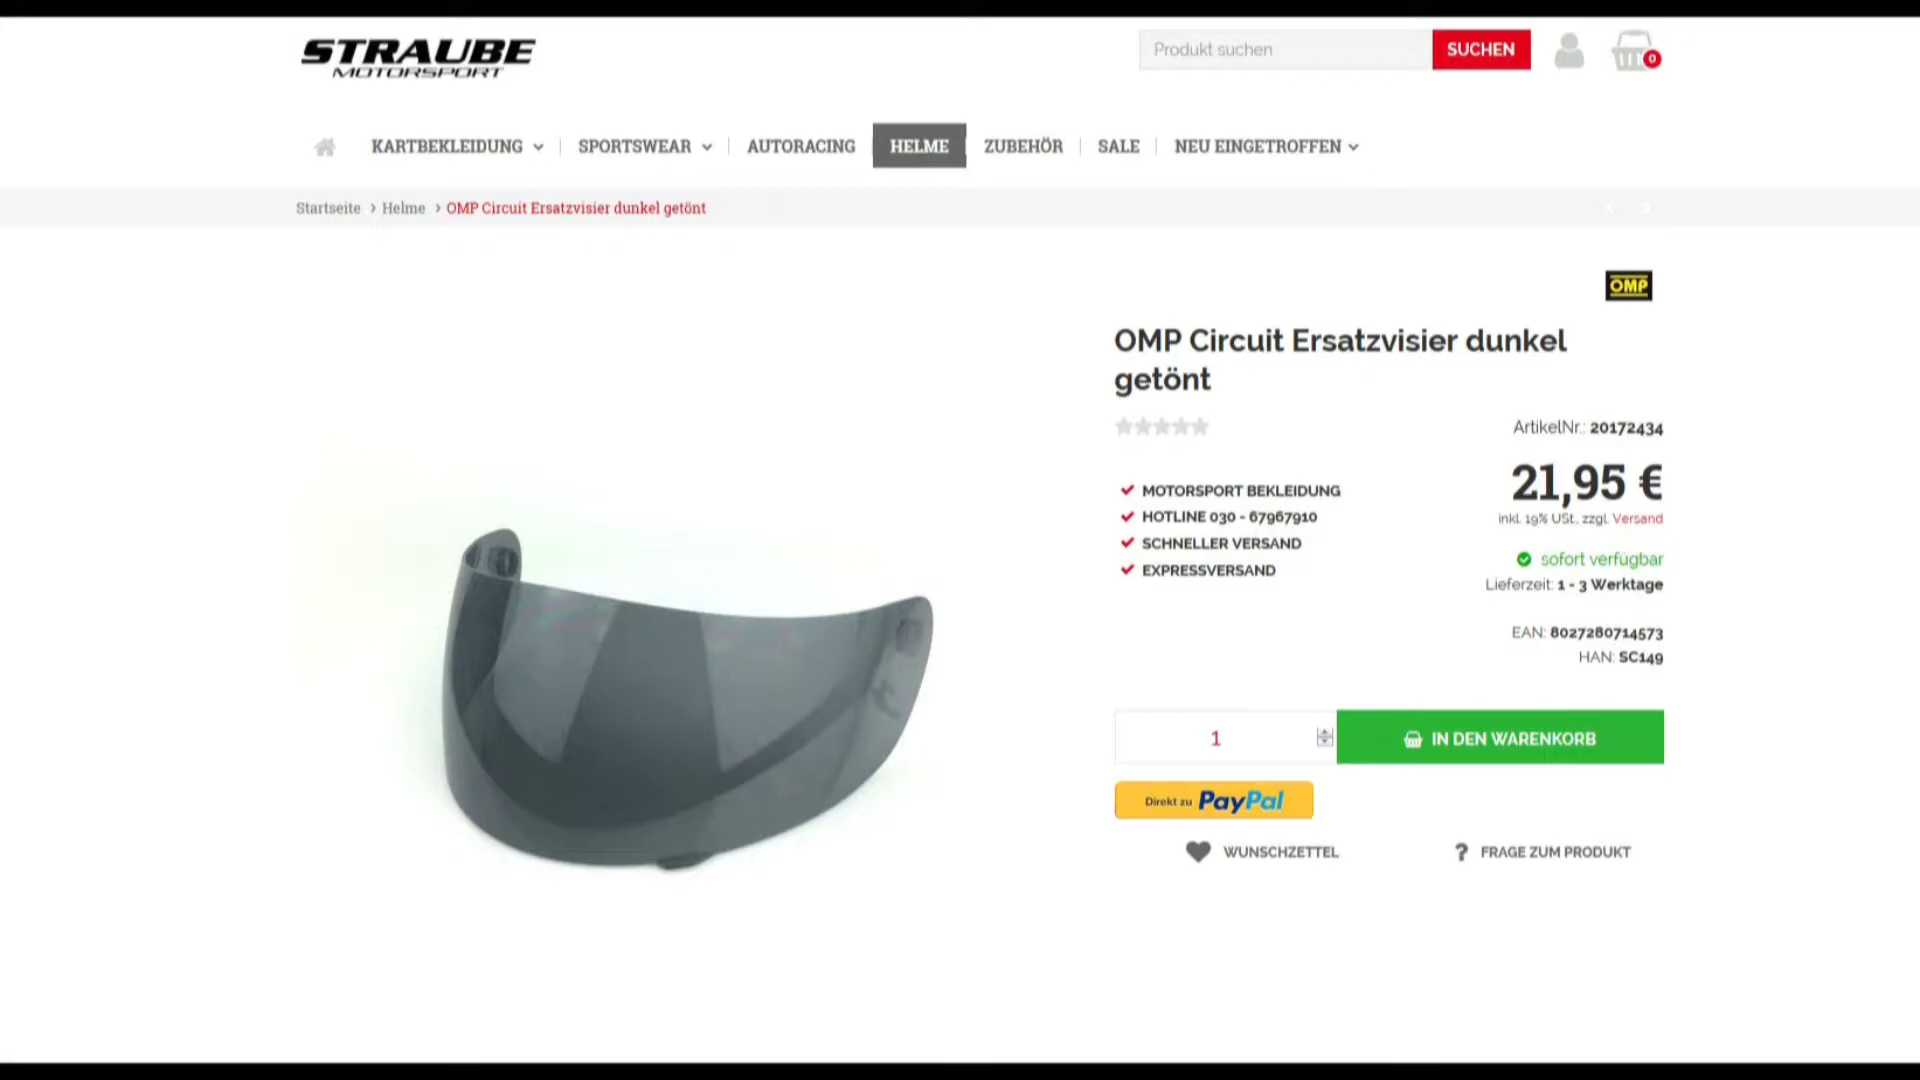 STRAUBE
MOTORSPORT
Produkt suchen
SUCHEN
0
KARTBEKLEIDUNG
SPORTSWEAR
AUTORACING
HELME
ZUBEHÖR
SALE
NEU EINGETROFFEN
Startseite › Helme › OMP Circuit Ersatzvisier dunkel getönt
OMP
OMP Circuit Ersatzvisier dunkel
getönt
ArtikelNr.: 20172434
21,95 €
inkl. 19% USt., zzgl. Versand
MOTORSPORT BEKLEIDUNG
HOTLINE 030 - 67967910
SCHNELLER VERSAND
EXPRESSVERSAND
sofort verfügbar
Lieferzeit: 1 - 3 Werktage
EAN: 8027280714573
HAN: SC149
1
IN DEN WARENKORB
Direkt zu PayPal
WUNSCHZETTEL
? FRAGE ZUM PRODUKT